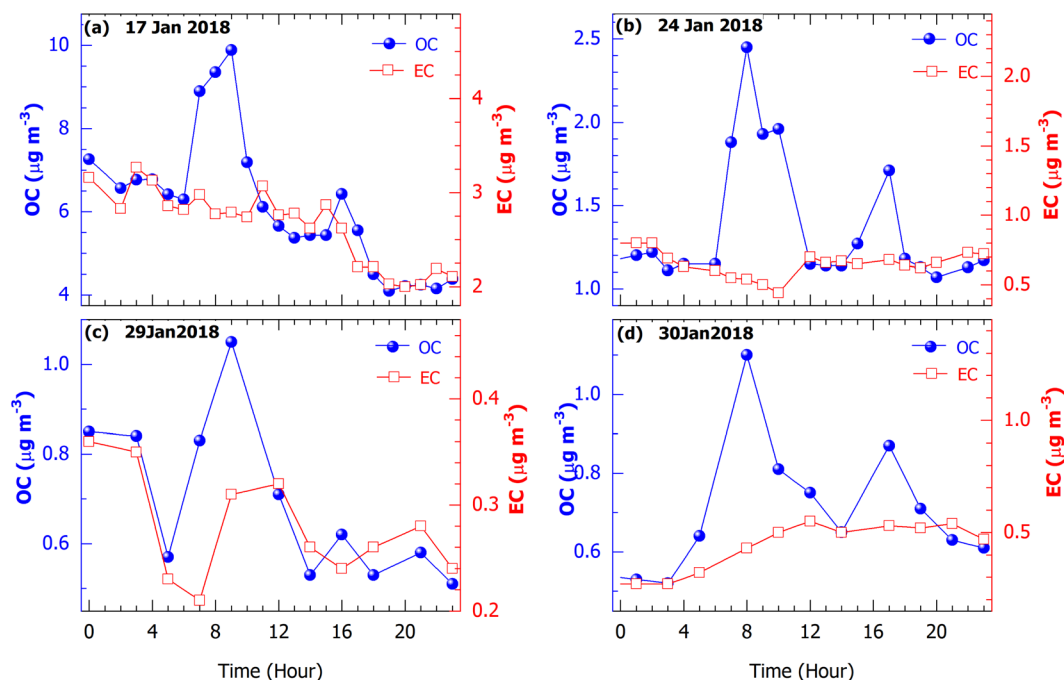 (a) 17 Jan 2018
OC
EC
10
8
6
4
OC (µg m⁻³)
4
3
2
EC (µg m⁻³)
(b) 24 Jan 2018
OC
EC
2.5
2.0
1.5
1.0
OC (µg m⁻³)
2.0
1.5
1.0
0.5
EC (µg m⁻³)
(c) 29Jan2018
OC
EC
1.0
0.8
0.6
OC (µg m⁻³)
0.4
0.3
0.2
EC (µg m⁻³)
0 4 8 12 16 20
Time (Hour)
(d) 30Jan2018
OC
EC
1.0
0.8
0.6
OC (µg m⁻³)
1.0
0.5
EC (µg m⁻³)
0 4 8 12 16 20
Time (Hour)